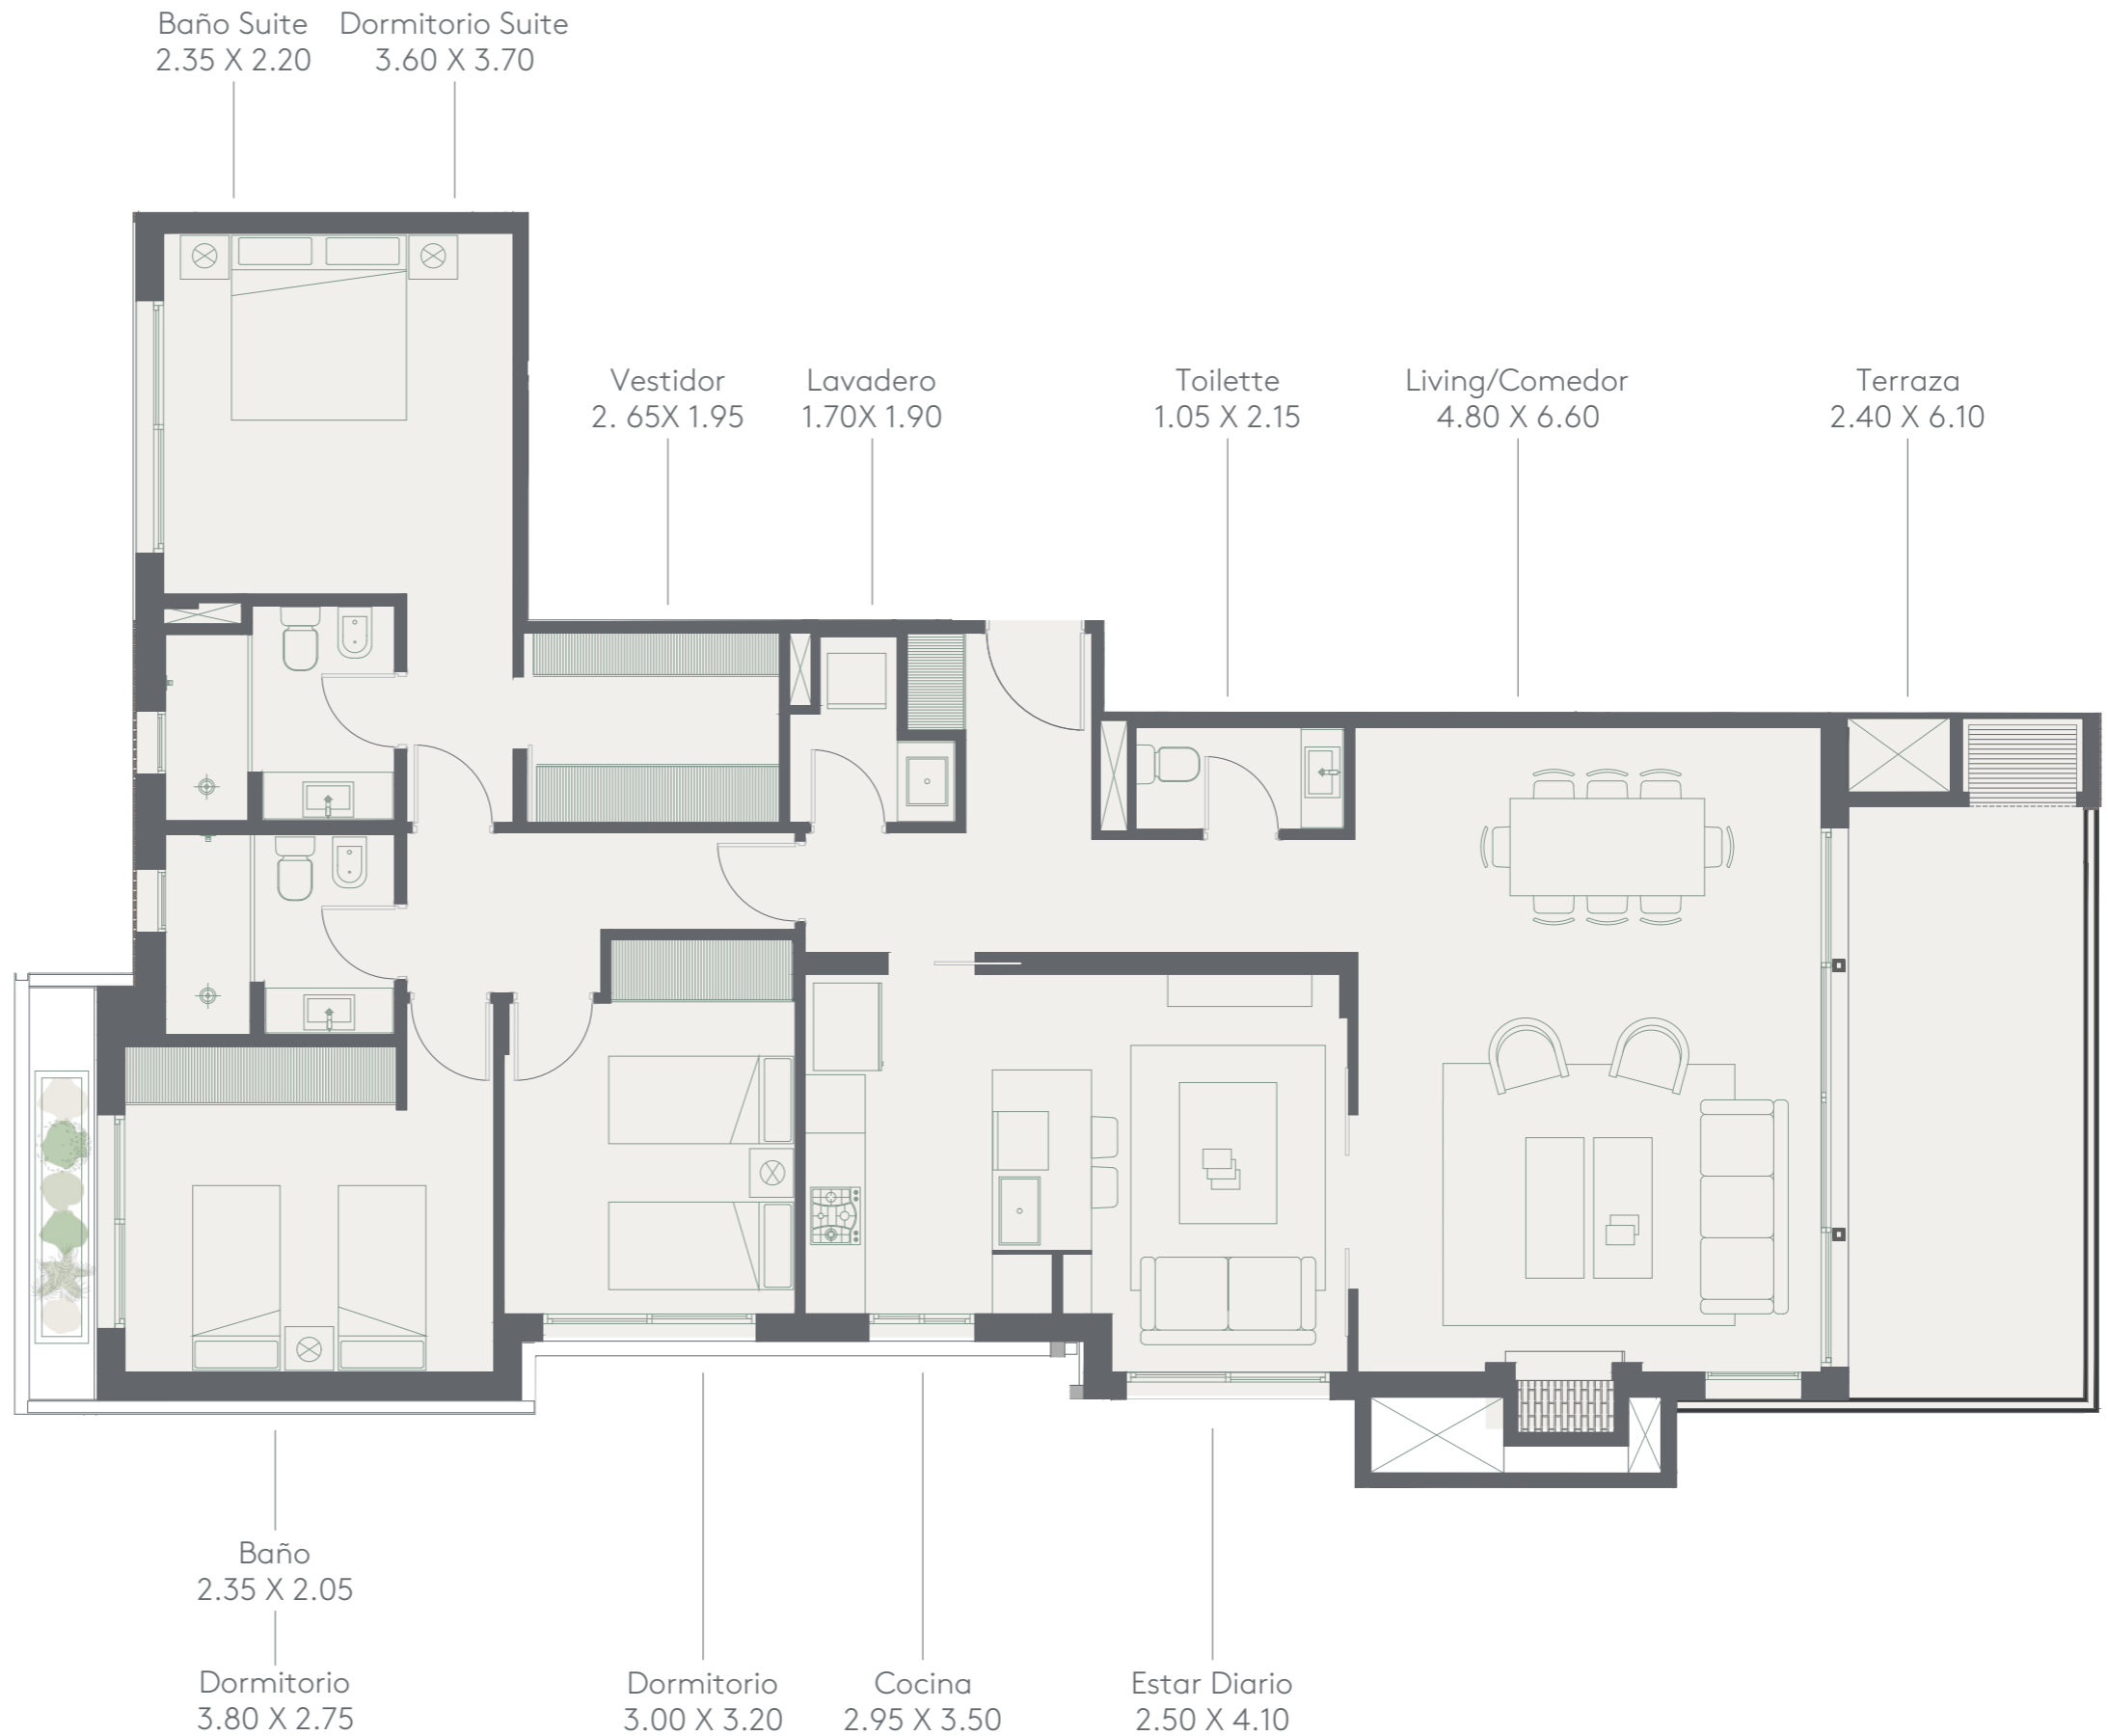 Baño Suite
2.35 X 2.20
Dormitorio Suite
3.60 X 3.70
Vestidor
2. 65X 1.95
Lavadero
1.70X 1.90
Toilette
1.05 X 2.15
Living/Comedor
4.80 X 6.60
Terraza
2.40 X 6.10
Baño
2.35 X 2.05
Dormitorio
3.80 X 2.75
Dormitorio
3.00 X 3.20
Cocina
2.95 X 3.50
Estar Diario
2.50 X 4.10